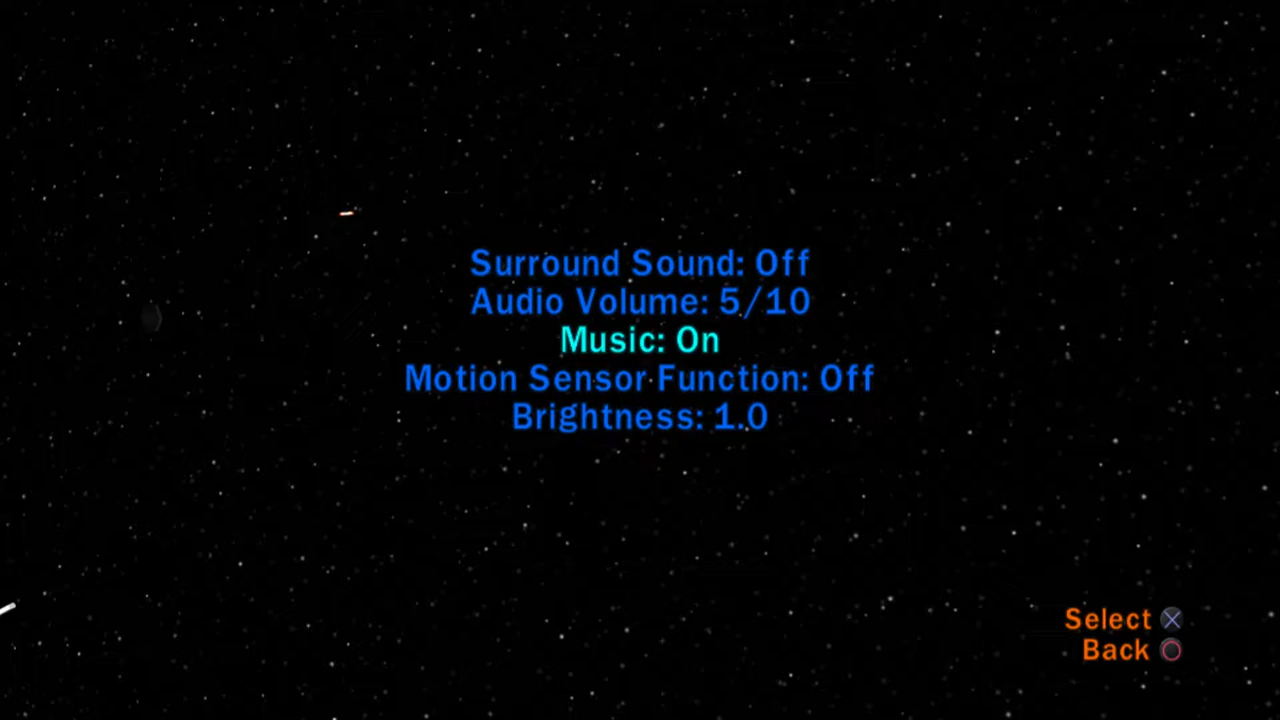 Surround Sound: Off
Audio Volume: 5/10
Music: On
Motion Sensor Function: Off
Brightness: 1.0
Select
Back